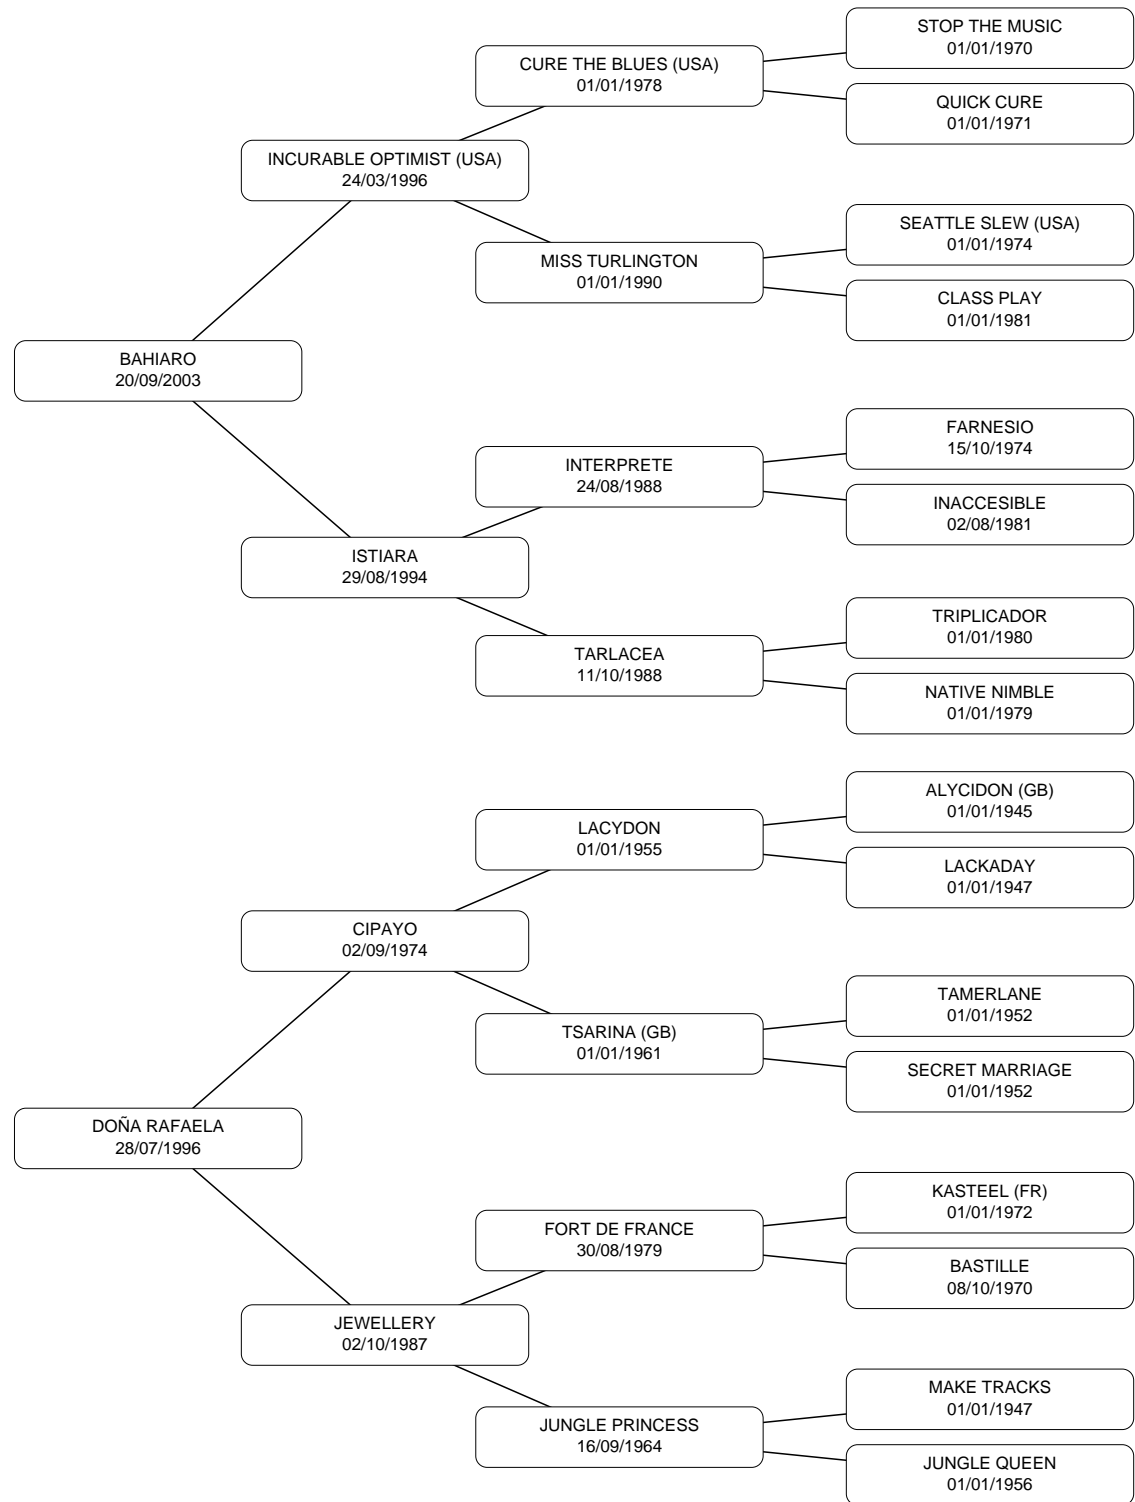 STOP THE MUSIC
01/01/1970
CURE THE BLUES (USA)
01/01/1978
QUICK CURE
01/01/1971
INCURABLE OPTIMIST (USA)
24/03/1996
SEATTLE SLEW (USA)
01/01/1974
MISS TURLINGTON
01/01/1990
CLASS PLAY
01/01/1981
BAHIARO
20/09/2003
FARNESIO
15/10/1974
INTERPRETE
24/08/1988
INACCESIBLE
02/08/1981
ISTIARA
29/08/1994
TRIPLICADOR
01/01/1980
TARLACEA
11/10/1988
NATIVE NIMBLE
01/01/1979
ALYCIDON (GB)
01/01/1945
LACYDON
01/01/1955
LACKADAY
01/01/1947
CIPAYO
02/09/1974
TAMERLANE
01/01/1952
TSARINA (GB)
01/01/1961
SECRET MARRIAGE
01/01/1952
DOÑA RAFAELA
28/07/1996
KASTEEL (FR)
01/01/1972
FORT DE FRANCE
30/08/1979
BASTILLE
08/10/1970
JEWELLERY
02/10/1987
MAKE TRACKS
01/01/1947
JUNGLE PRINCESS
16/09/1964
JUNGLE QUEEN
01/01/1956